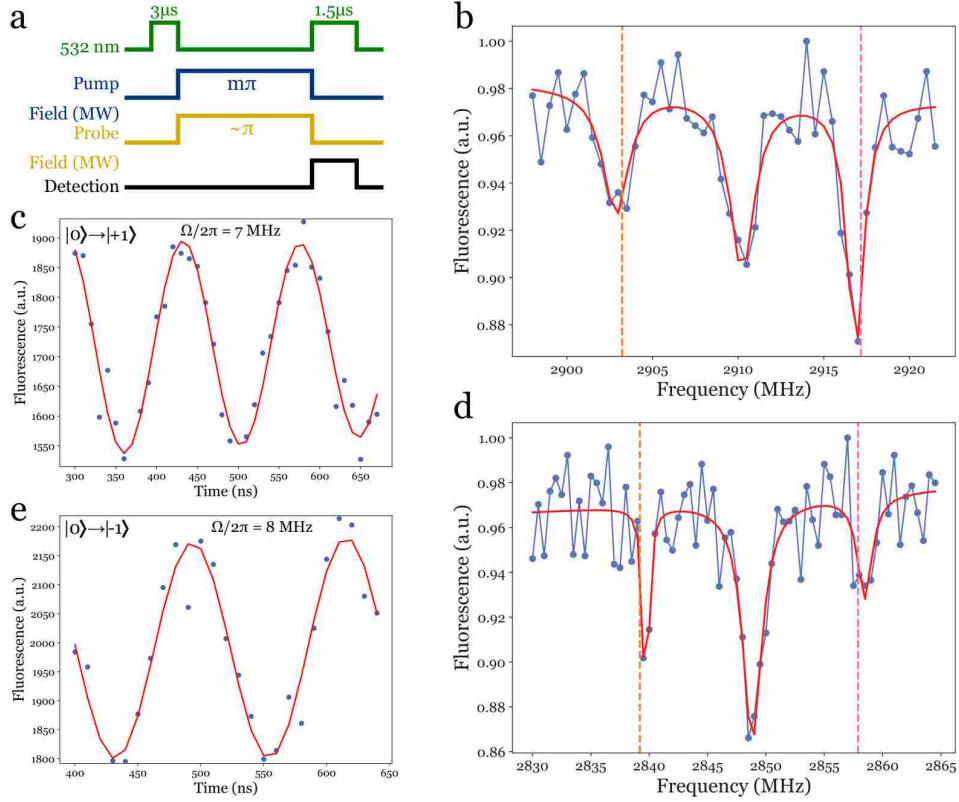 a
3µs
1.5µs
532 nm
Pump
mπ
Field (MW)
Probe
~π
Field (MW)
Detection
b
1.00
0.98
0.96
0.94
0.92
0.90
0.88
Fluorescence (a.u.)
2900
2905
2910
2915
2920
Frequency (MHz)
c
|0⟩→|+1⟩
Ω/2π = 7 MHz
1900
1850
1800
1750
1700
1650
1600
1550
Fluorescence (a.u.)
300
350
400
450
500
550
600
650
Time (ns)
d
1.00
0.98
0.96
0.94
0.92
0.90
0.88
0.86
Fluorescence (a.u.)
2830
2835
2840
2845
2850
2855
2860
2865
Frequency (MHz)
e
|0⟩→|-1⟩
Ω/2π = 8 MHz
2200
2150
2100
2050
2000
1950
1900
1850
1800
Fluorescence (a.u.)
400
450
500
550
600
650
Time (ns)